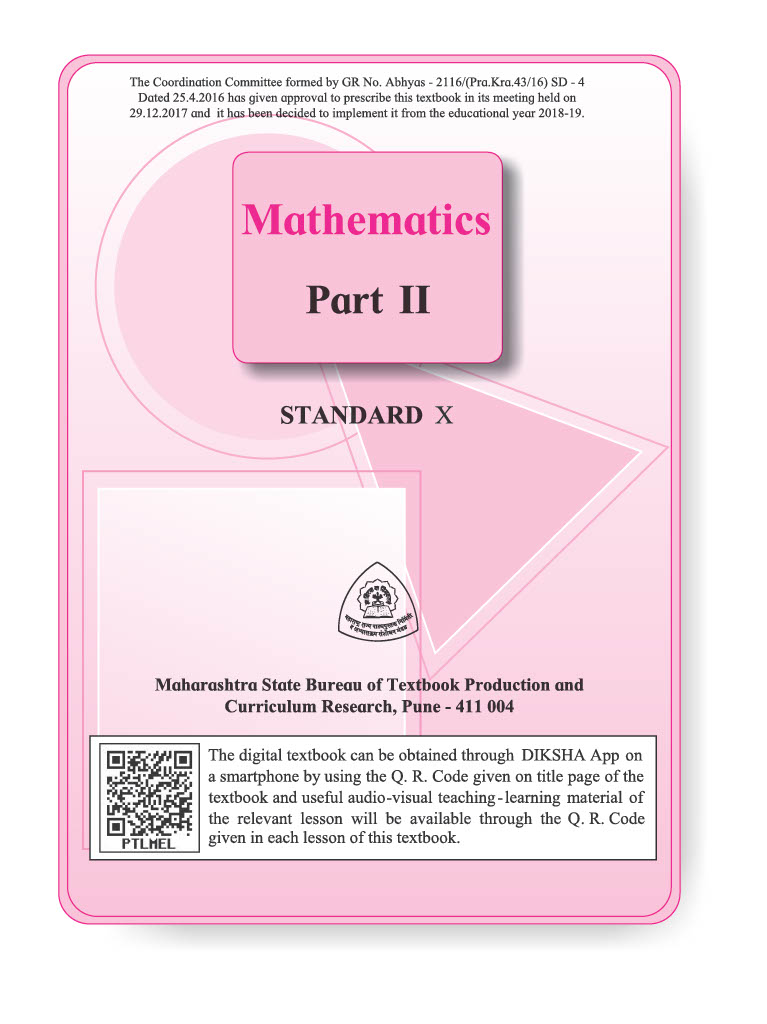 The Coordination Committee formed by GR No. Abhyas - 2116/(Pra.Kra.43/16) SD - 4
Dated 25.4.2016 has given approval to prescribe this textbook in its meeting held on
29.12.2017 and it has been decided to implement it from the educational year 2018-19.
Mathematics
Part II
STANDARD X
Maharashtra State Bureau of Textbook Production and
Curriculum Research, Pune - 411 004
The digital textbook can be obtained through DIKSHA App on
a smartphone by using the Q. R. Code given on title page of the
textbook and useful audio-visual teaching-learning material of
the relevant lesson will be available through the Q. R. Code
given in each lesson of this textbook.
PTLMEL